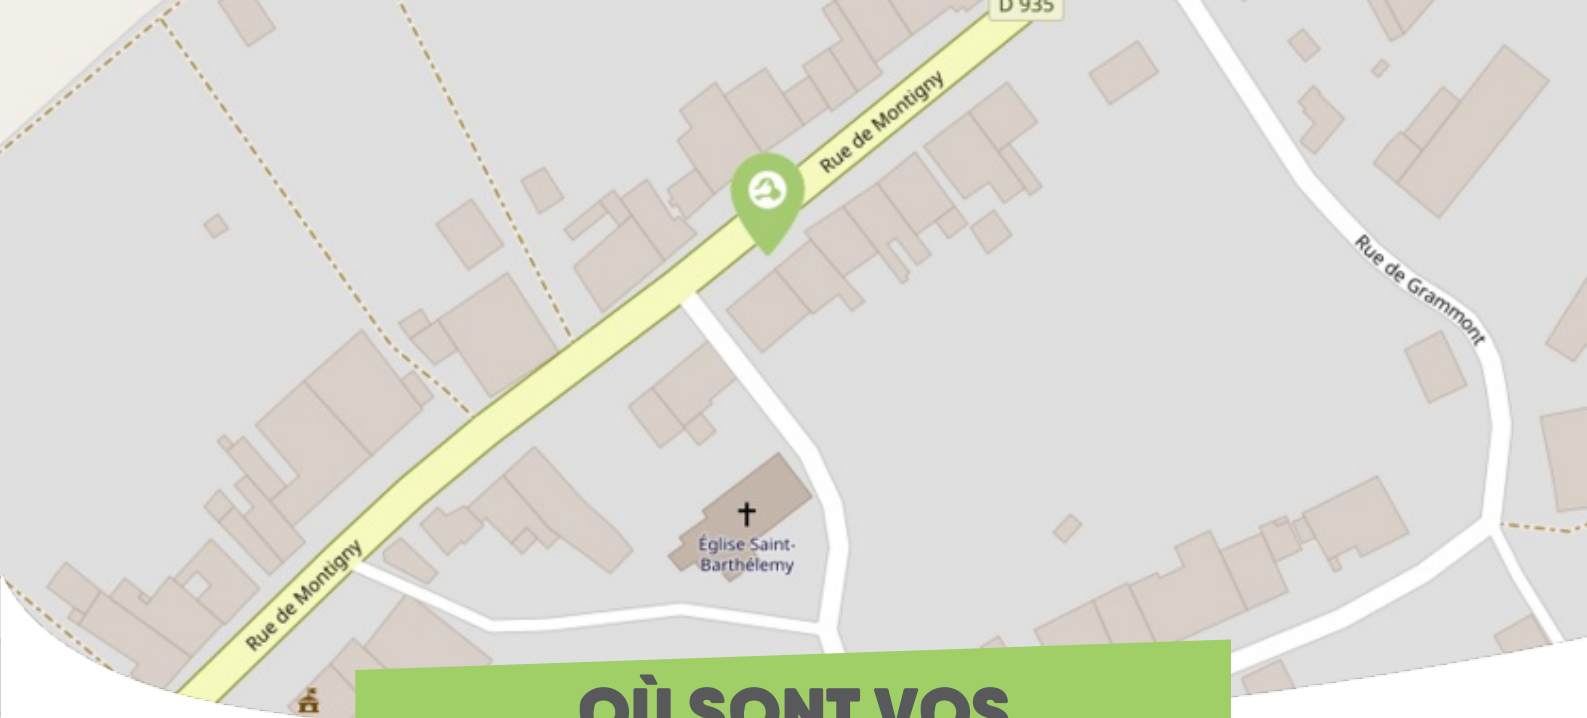 D 935
Rue de Montigny
Rue de Grammont
Église Saint-
Barthélemy
Rue de Montigny
OÙ SONT VOS